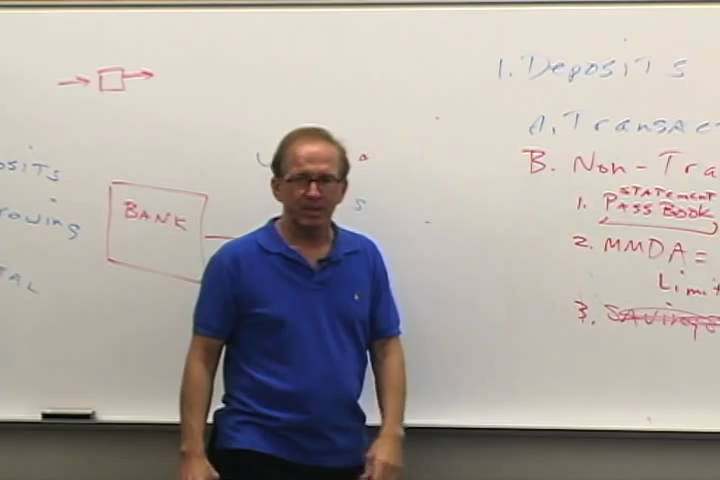 1. Deposits
A. Transac
B. Non-Tra
STATEMENT
1. PASS BOOK
2. MMDA =
Limit
3. Savings
osits
rowing
TAL
BANK